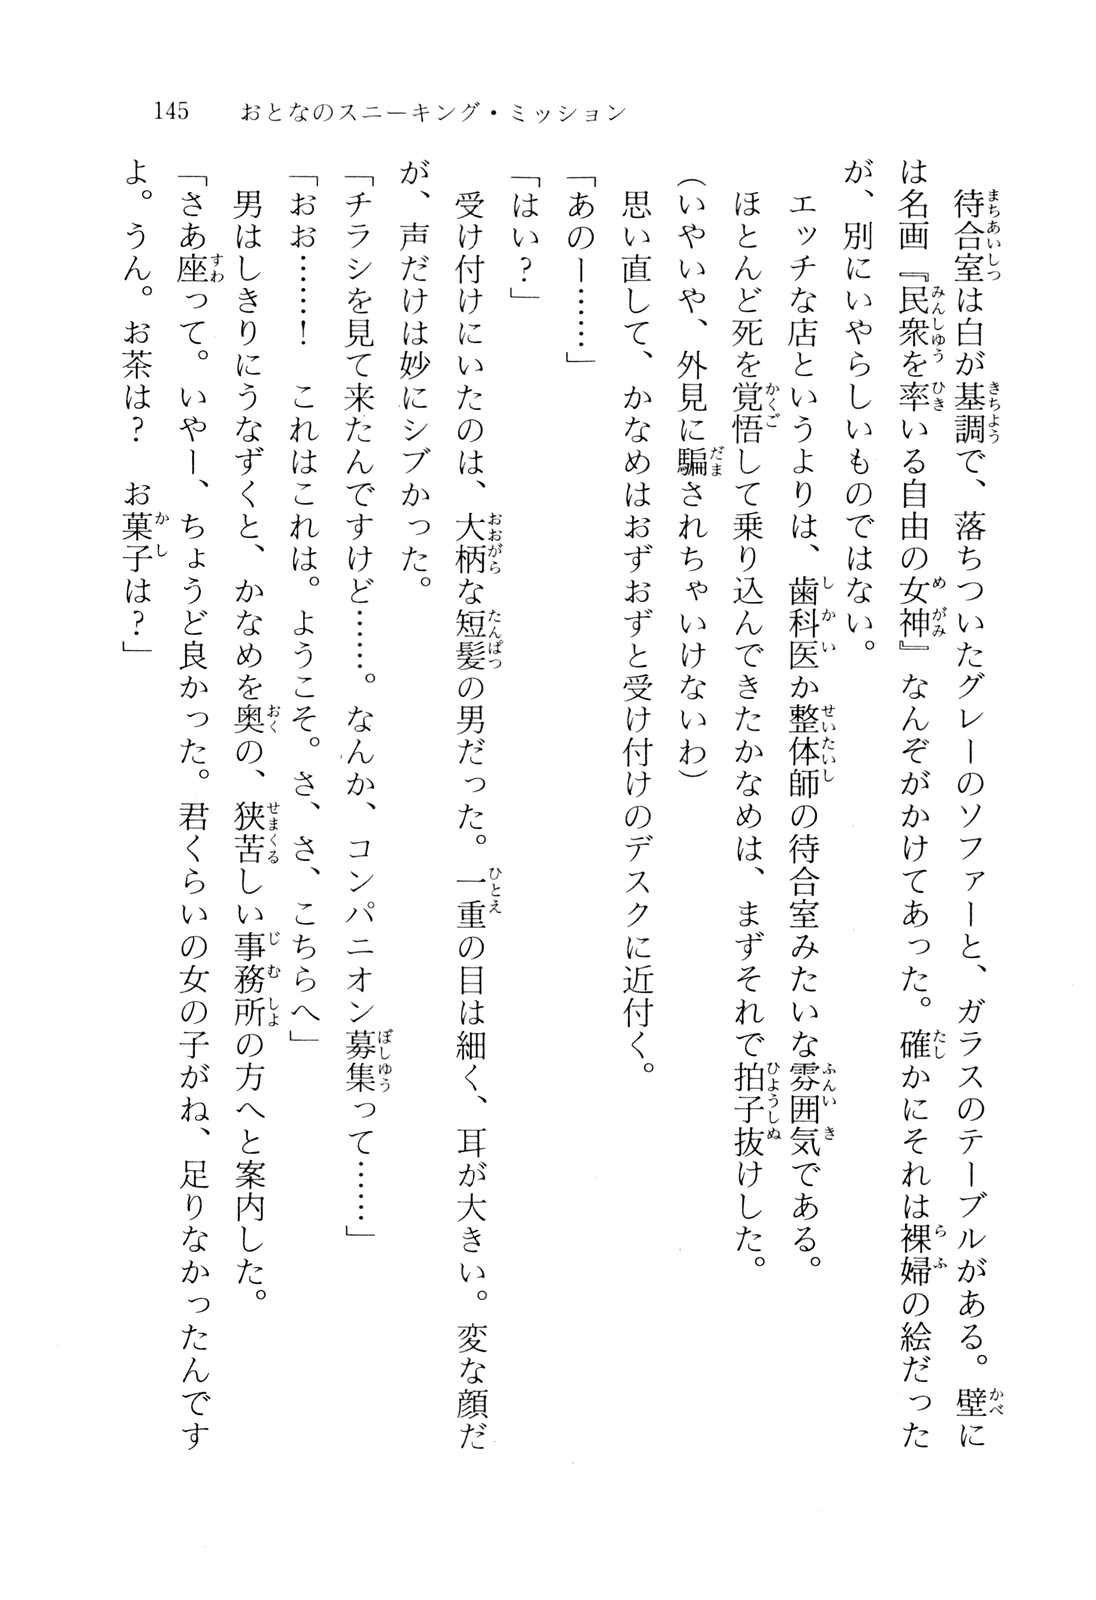 145　おとなのスニーキング・ミッション
　待合室は白が基調で、落ちついたグレーのソファーと、ガラスのテーブルがある。壁に
は名画『民衆を率いる自由の女神』なんぞがかけてあった。確かにそれは裸婦の絵だった
が、別にいやらしいものではない。
　エッチな店というよりは、歯科医か整体師の待合室みたいな雰囲気である。
　ほとんど死を覚悟して乗り込んできたかなめは、まずそれで拍子抜けした。
（いやいや、外見に騙されちゃいけないわ）
　思い直して、かなめはおずおずと受け付けのデスクに近付く。
「あのー……」
「はい？」
　受け付けにいたのは、大柄な短髪の男だった。一重の目は細く、耳が大きい。変な顔だ
が、声だけは妙にシブかった。
「チラシを見て来たんですけど……。なんか、コンパニオン募集って……」
「おお……！　これはこれは。ようこそ。さ、さ、こちらへ」
　男はしきりにうなずくと、かなめを奥の、狭苦しい事務所の方へと案内した。
「さあ座って。いやー、ちょうど良かった。君くらいの女の子がね、足りなかったんです
よ。うん。お茶は？　お菓子は？」